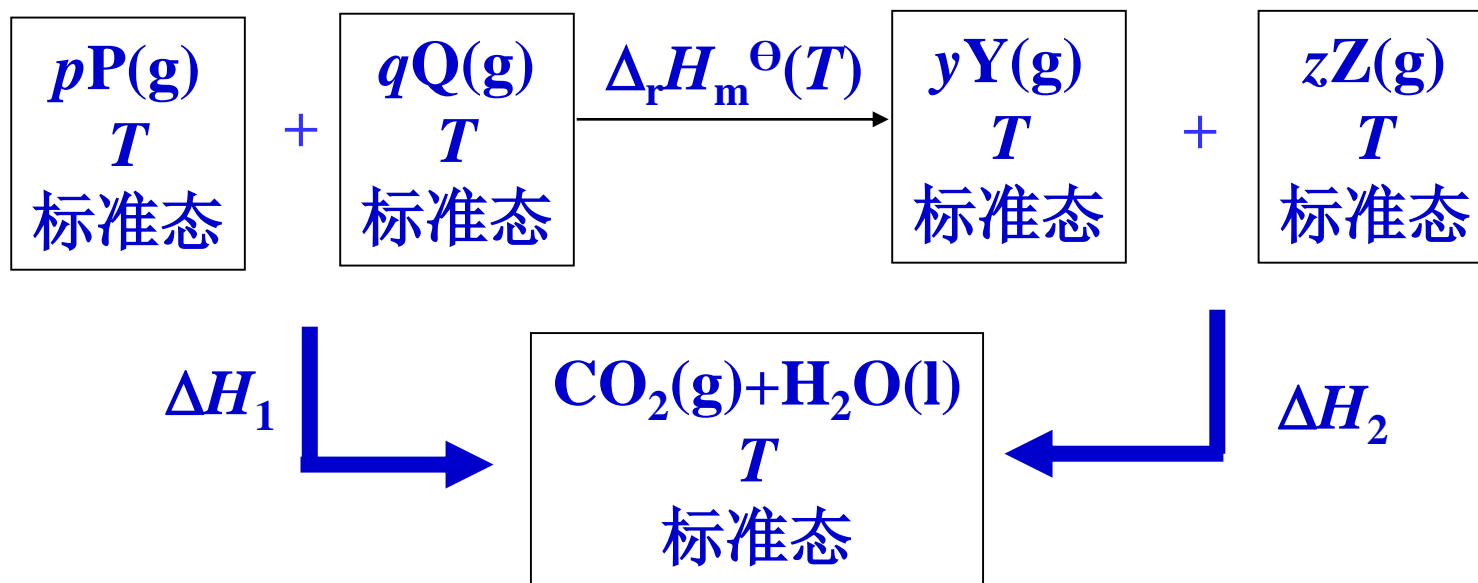 pP(g) + qQ(g) ΔrHm^Θ(T) yY(g) + zZ(g)
T T T T
标准态 标准态 标准态 标准态
ΔH₁ CO₂(g)+H₂O(l) ΔH₂
T
标准态